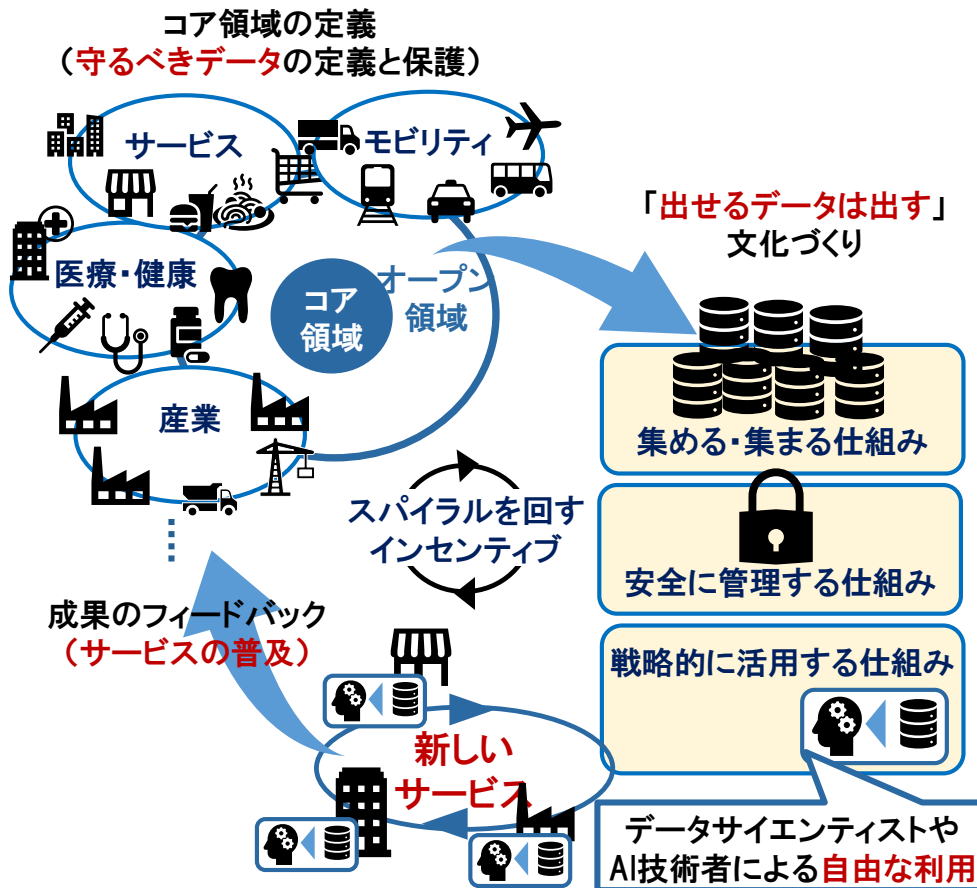 コア領域の定義
（守るべきデータの定義と保護）
サービス
モビリティ
医療・健康
産業
コア
領域
オープン
領域
「出せるデータは出す」
文化づくり
集める・集まる仕組み
安全に管理する仕組み
戦略的に活用する仕組み
スパイラルを回す
インセンティブ
成果のフィードバック
（サービスの普及）
新しい
サービス
データサイエンティストや
AI技術者による自由な利用